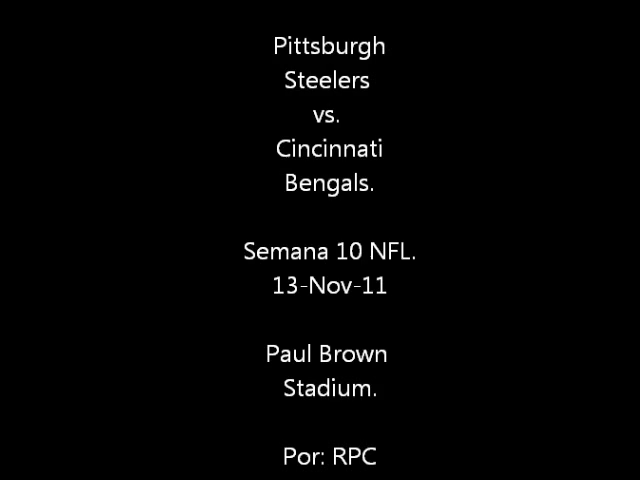 Pittsburgh
Steelers
vs.
Cincinnati
Bengals.
Semana 10 NFL.
13-Nov-11
Paul Brown
Stadium.
Por: RPC